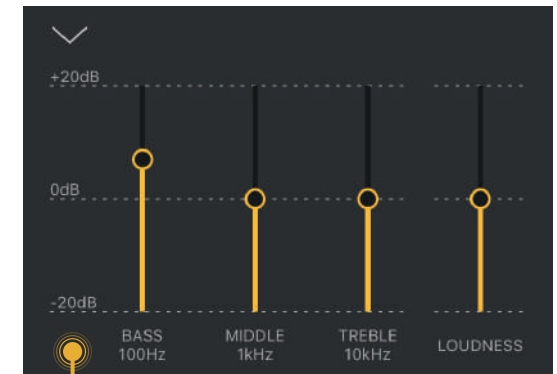 +20dB
0dB
-20dB
BASS MIDDLE TREBLE LOUDNESS
100Hz 1kHz 10kHz